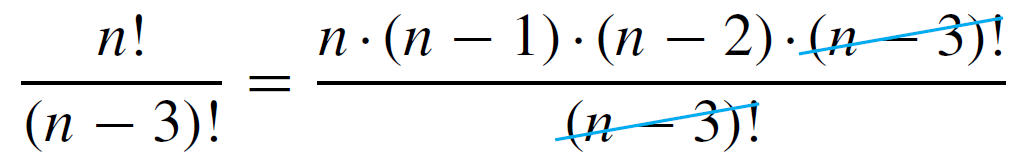 n! / (n − 3)! = n · (n − 1) · (n − 2) · (n − 3)! / (n − 3)!